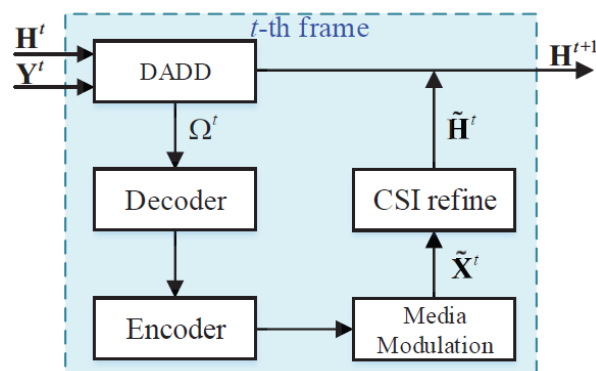 t-th frame
H^t
Y^t
DADD
H^{t+1}
Ω^t
H̃^t
Decoder
CSI refine
X̃^t
Encoder
Media
Modulation